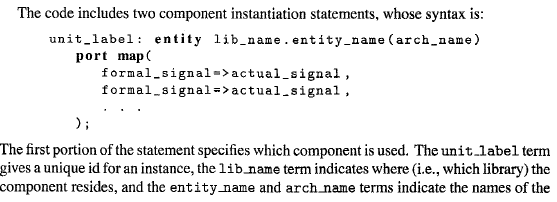 The code includes two component instantiation statements, whose syntax is:
unit_label: entity lib_name.entity_name(arch_name)
port map(
formal_signal=>actual_signal,
formal_signal=>actual_signal,
. . .
);
The first portion of the statement specifies which component is used. The unit_label term
gives a unique id for an instance, the lib_name term indicates where (i.e., which library) the
component resides, and the entity_name and arch_name terms indicate the names of the